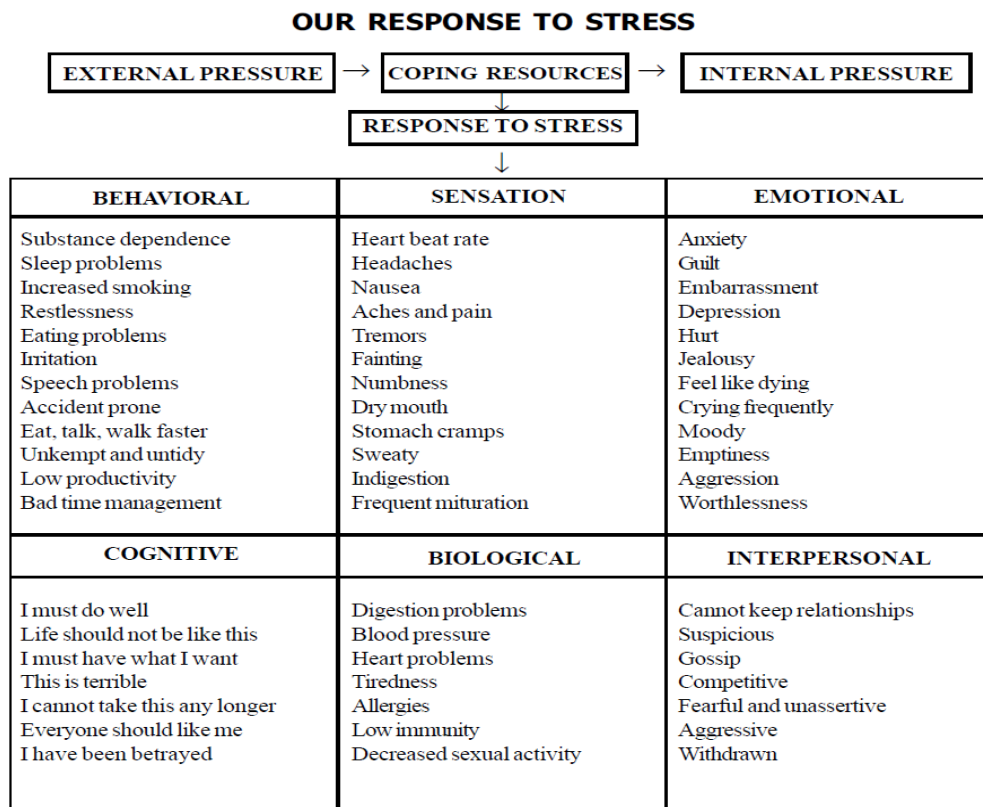 OUR RESPONSE TO STRESS
EXTERNAL PRESSURE → COPING RESOURCES → INTERNAL PRESSURE
↓
RESPONSE TO STRESS
↓
BEHAVIORAL
Substance dependence
Sleep problems
Increased smoking
Restlessness
Eating problems
Irritation
Speech problems
Accident prone
Eat, talk, walk faster
Unkempt and untidy
Low productivity
Bad time management
SENSATION
Heart beat rate
Headaches
Nausea
Aches and pain
Tremors
Fainting
Numbness
Dry mouth
Stomach cramps
Sweaty
Indigestion
Frequent mituration
EMOTIONAL
Anxiety
Guilt
Embarrassment
Depression
Hurt
Jealousy
Feel like dying
Crying frequently
Moody
Emptiness
Aggression
Worthlessness
COGNITIVE
I must do well
Life should not be like this
I must have what I want
This is terrible
I cannot take this any longer
Everyone should like me
I have been betrayed
BIOLOGICAL
Digestion problems
Blood pressure
Heart problems
Tiredness
Allergies
Low immunity
Decreased sexual activity
INTERPERSONAL
Cannot keep relationships
Suspicious
Gossip
Competitive
Fearful and unassertive
Aggressive
Withdrawn